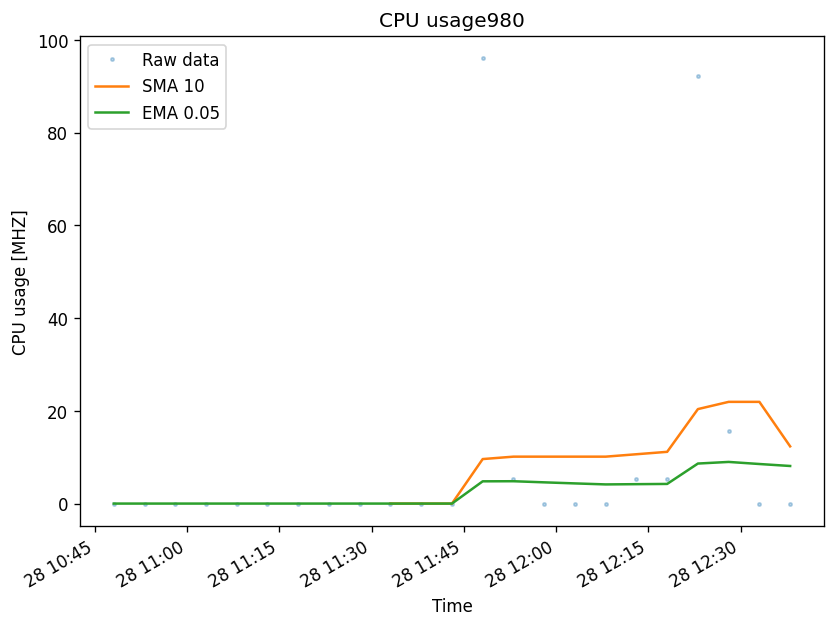 CPU usage980
Raw data
SMA 10
EMA 0.05
100
80
60
40
20
0
CPU usage [MHZ]
28 10:45
28 11:00
28 11:15
28 11:30
28 11:45
28 12:00
28 12:15
28 12:30
Time